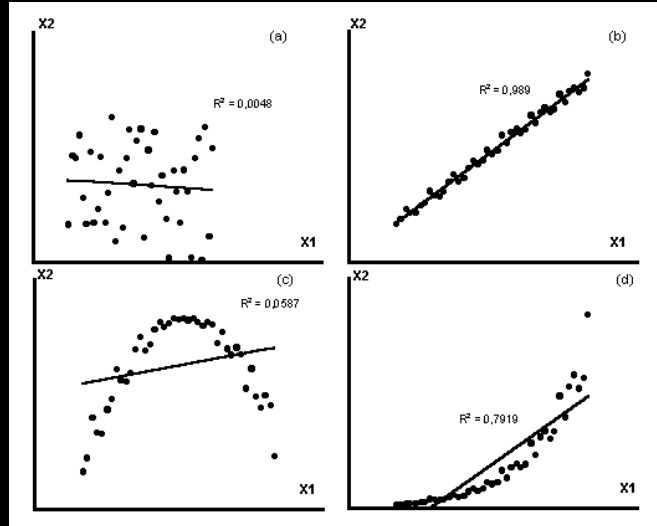 X2
(a)
R² = 0,0048
X1
X2
(b)
R² = 0,989
X1
X2
(c)
R² = 0,0587
X1
X2
(d)
R² = 0,7919
X1